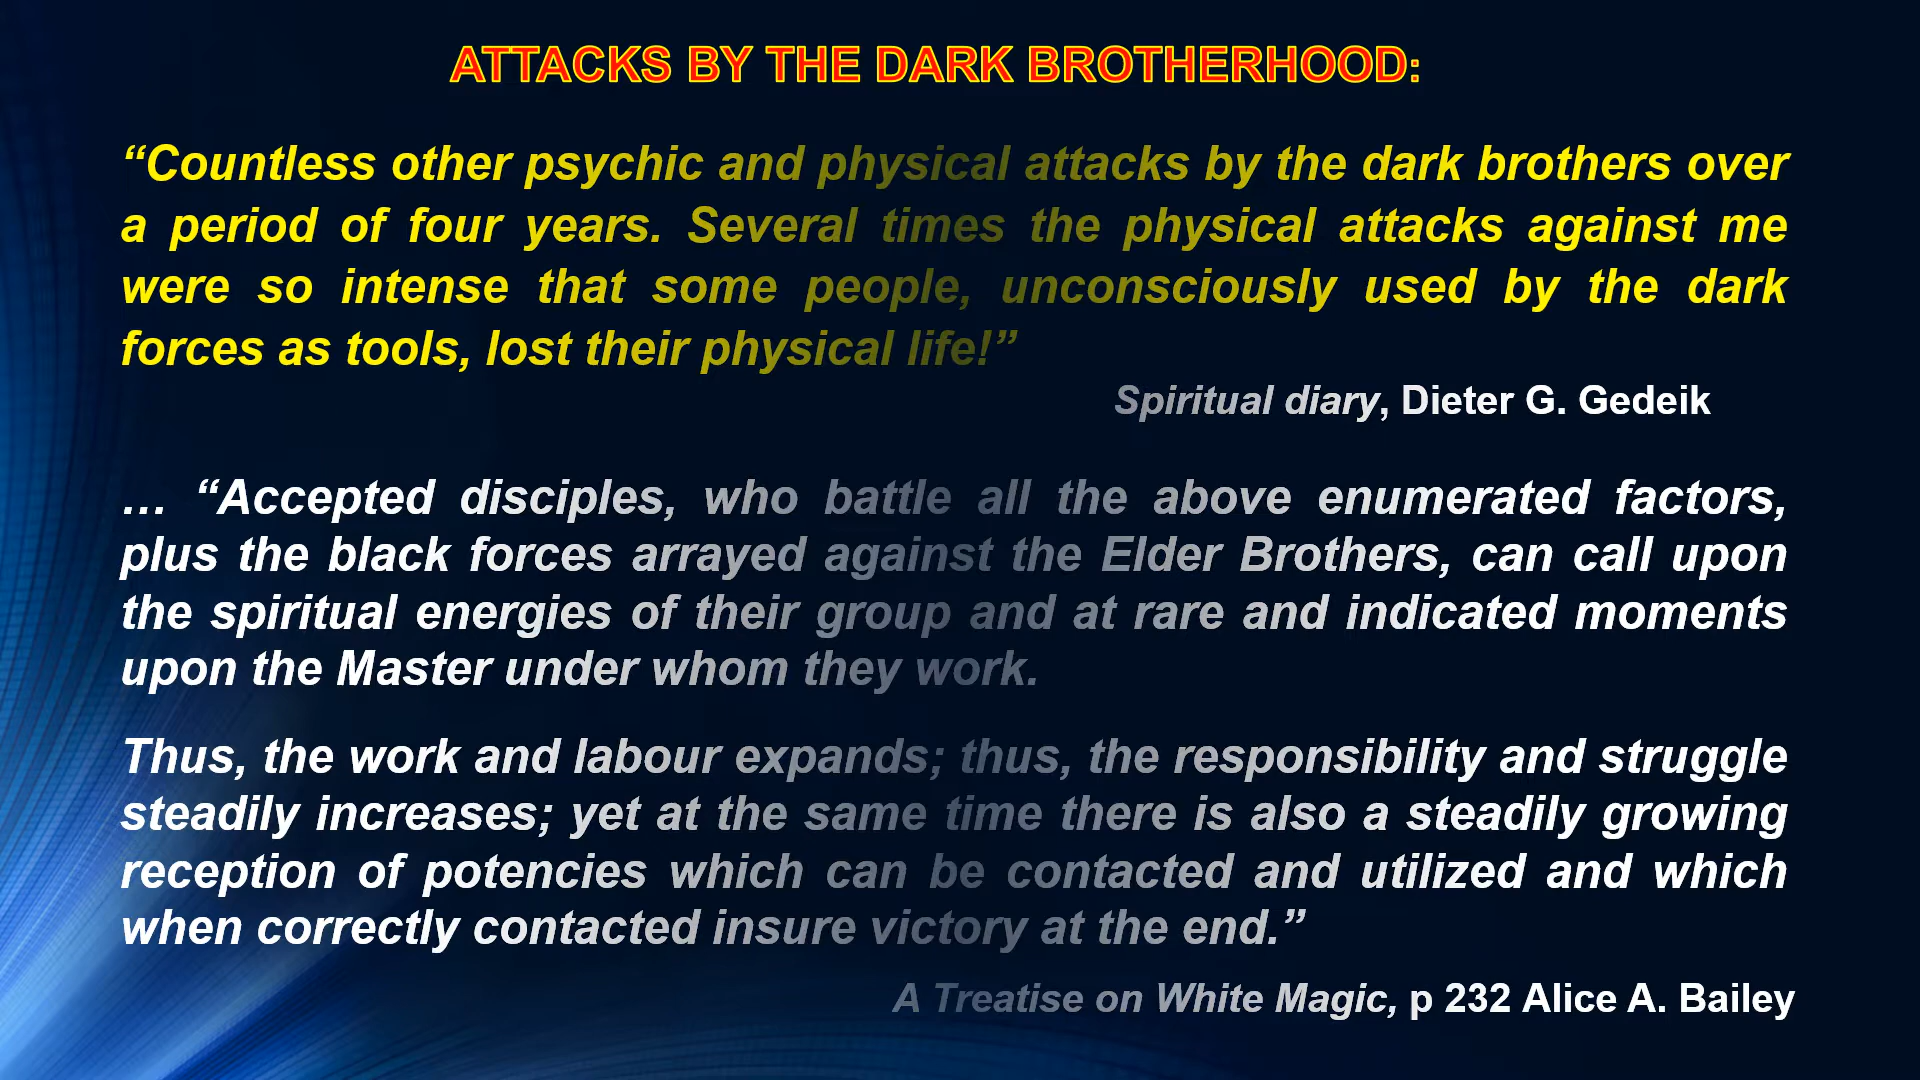 ATTACKS BY THE DARK BROTHERHOOD:
“Countless other psychic and physical attacks by the dark brothers over
a period of four years. Several times the physical attacks against me
were so intense that some people, unconsciously used by the dark
forces as tools, lost their physical life!”
Spiritual diary, Dieter G. Gedeik
… “Accepted disciples, who battle all the above enumerated factors,
plus the black forces arrayed against the Elder Brothers, can call upon
the spiritual energies of their group and at rare and indicated moments
upon the Master under whom they work.
Thus, the work and labour expands; thus, the responsibility and struggle
steadily increases; yet at the same time there is also a steadily growing
reception of potencies which can be contacted and utilized and which
when correctly contacted insure victory at the end.”
A Treatise on White Magic, p 232 Alice A. Bailey